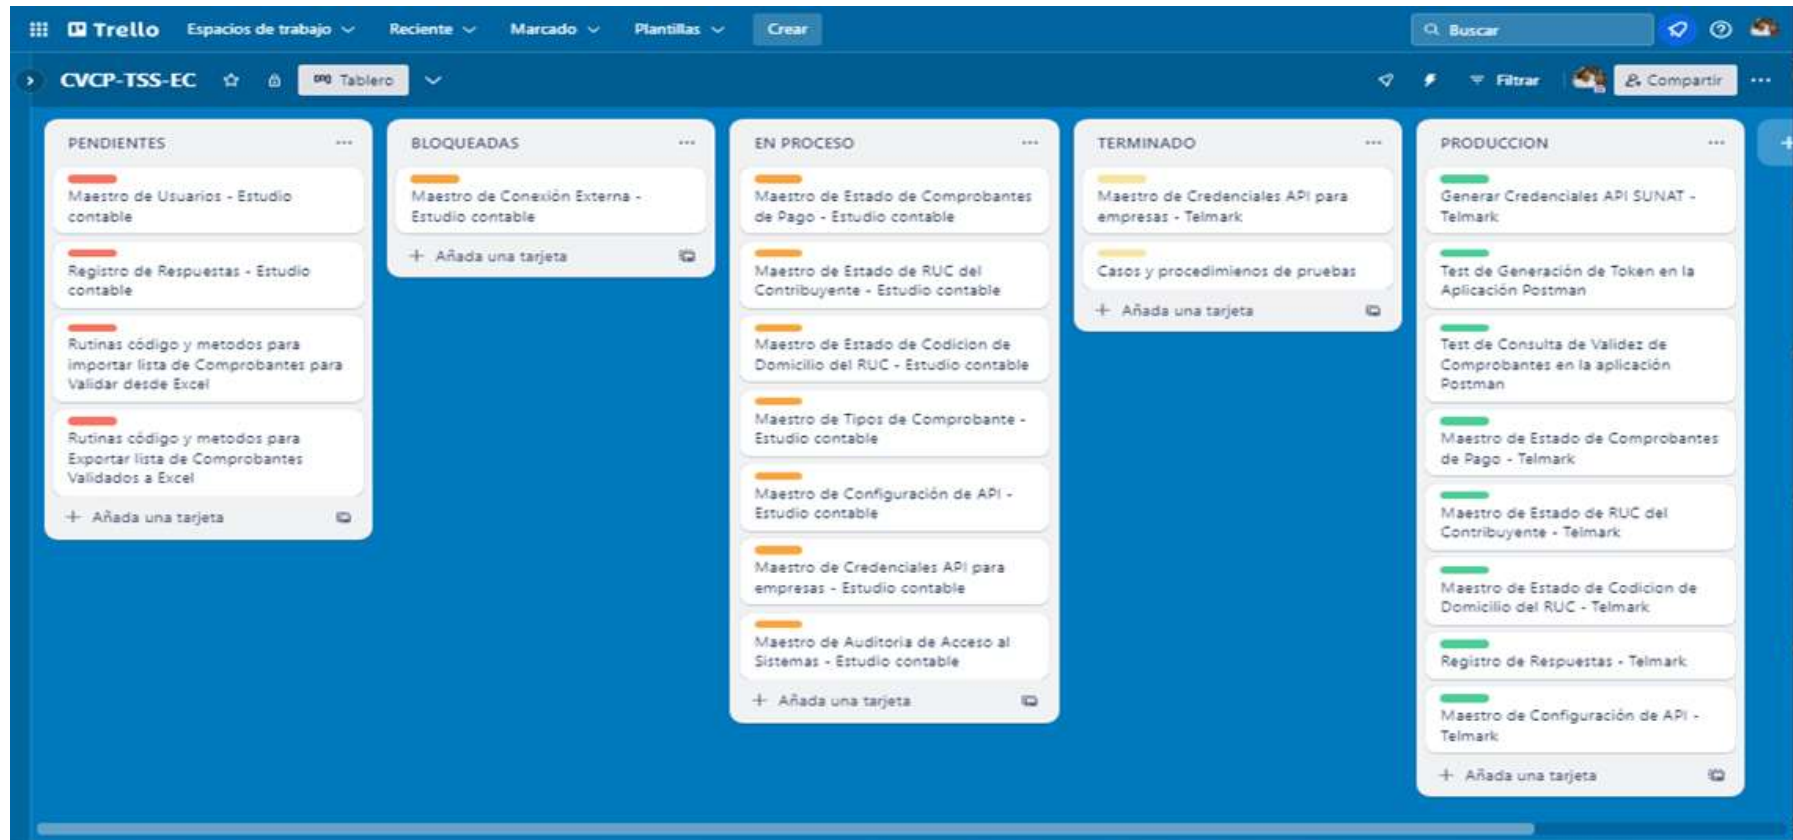 Trello Espacios de trabajo Reciente Marcado Plantillas Crear Buscar
CVCP-TSS-EC Tablero Filtrar Compartir
PENDIENTES
Maestro de Usuarios - Estudio
contable
Registro de Respuestas - Estudio
contable
Rutinas código y metodos para
importar lista de Comprobantes para
Validar desde Excel
Rutinas código y metodos para
Exportar lista de Comprobantes
Validados a Excel
+ Añada una tarjeta
BLOQUEADAS
Maestro de Conexión Externa -
Estudio contable
+ Añada una tarjeta
EN PROCESO
Maestro de Estado de Comprobantes
de Pago - Estudio contable
Maestro de Estado de RUC del
Contribuyente - Estudio contable
Maestro de Estado de Codicion de
Domicilio del RUC - Estudio contable
Maestro de Tipos de Comprobante -
Estudio contable
Maestro de Configuración de API -
Estudio contable
Maestro de Credenciales API para
empresas - Estudio contable
Maestro de Auditoria de Acceso al
Sistemas - Estudio contable
+ Añada una tarjeta
TERMINADO
Maestro de Credenciales API para
empresas - Telmark
Casos y procedimienos de pruebas
+ Añada una tarjeta
PRODUCCION
Generar Credenciales API SUNAT -
Telmark
Test de Generación de Token en la
Aplicación Postman
Test de Consulta de Validez de
Comprobantes en la aplicación
Postman
Maestro de Estado de Comprobantes
de Pago - Telmark
Maestro de Estado de RUC del
Contribuyente - Telmark
Maestro de Estado de Codicion de
Domicilio del RUC - Telmark
Registro de Respuestas - Telmark
Maestro de Configuración de API -
Telmark
+ Añada una tarjeta